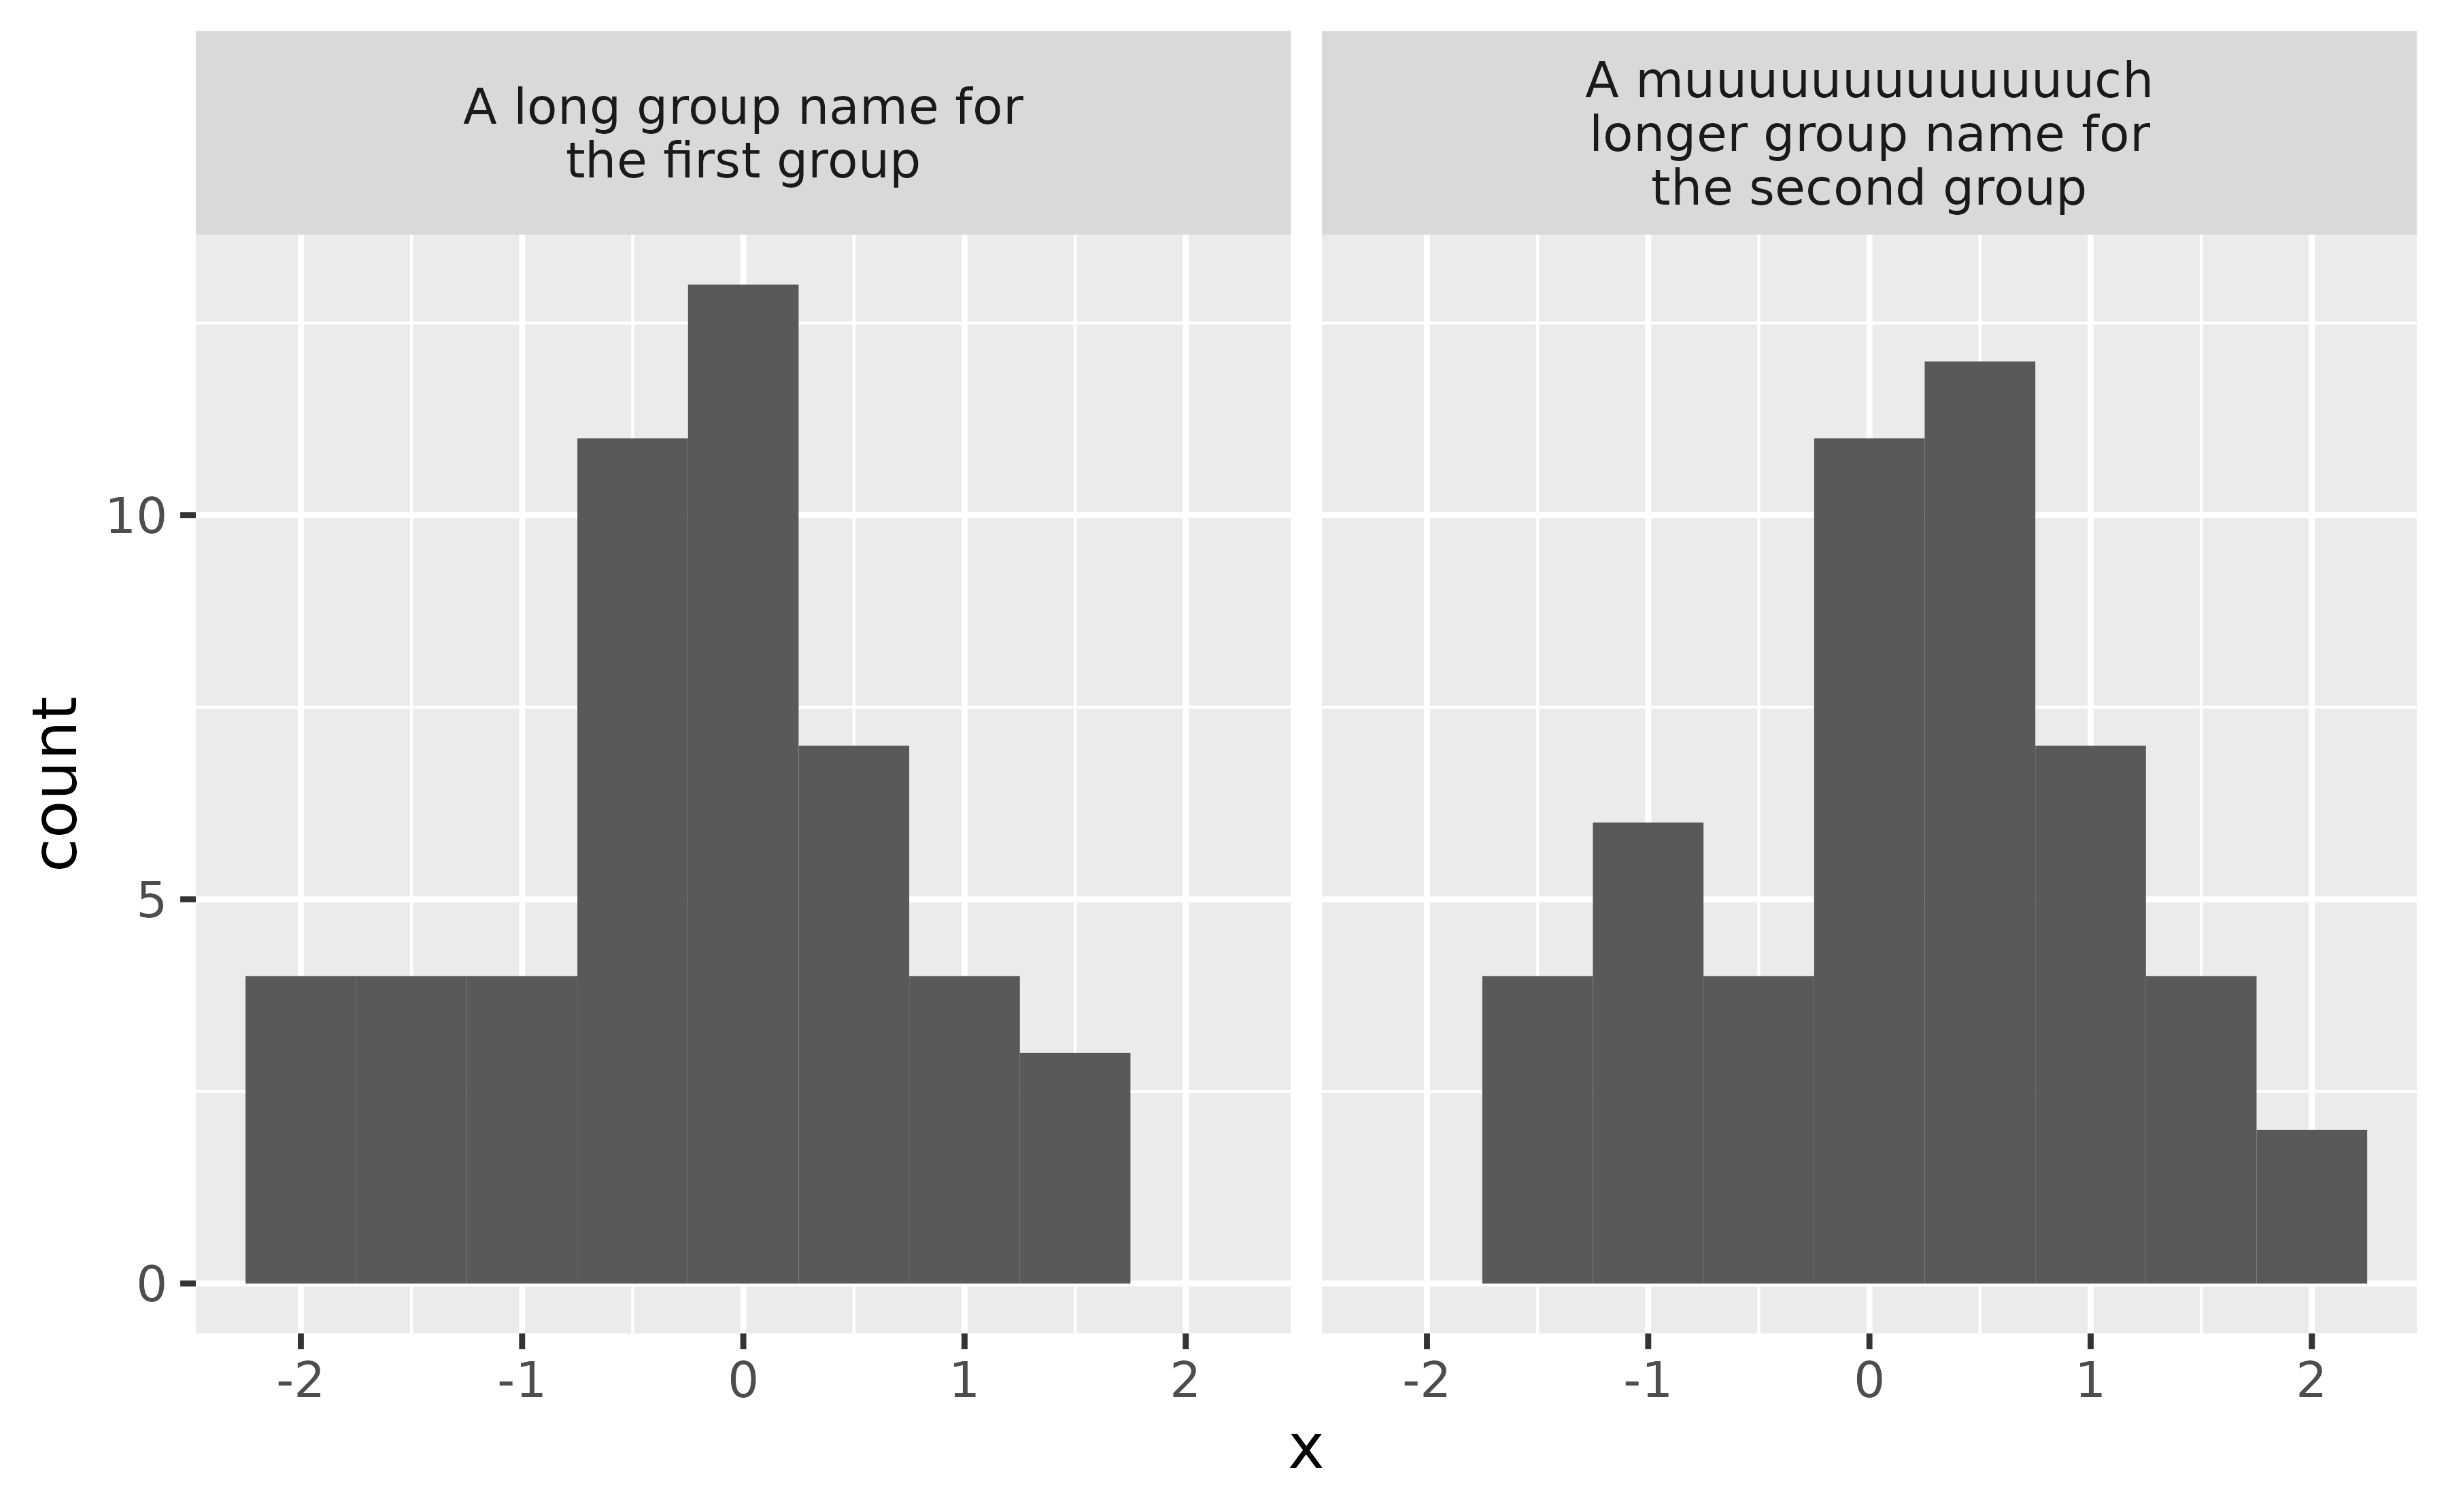 A long group name for
the first group
A muuuuuuuuuuuuuuch
longer group name for
the second group
count
10
5
0
-2 -1 0 1 2
-2 -1 0 1 2
x